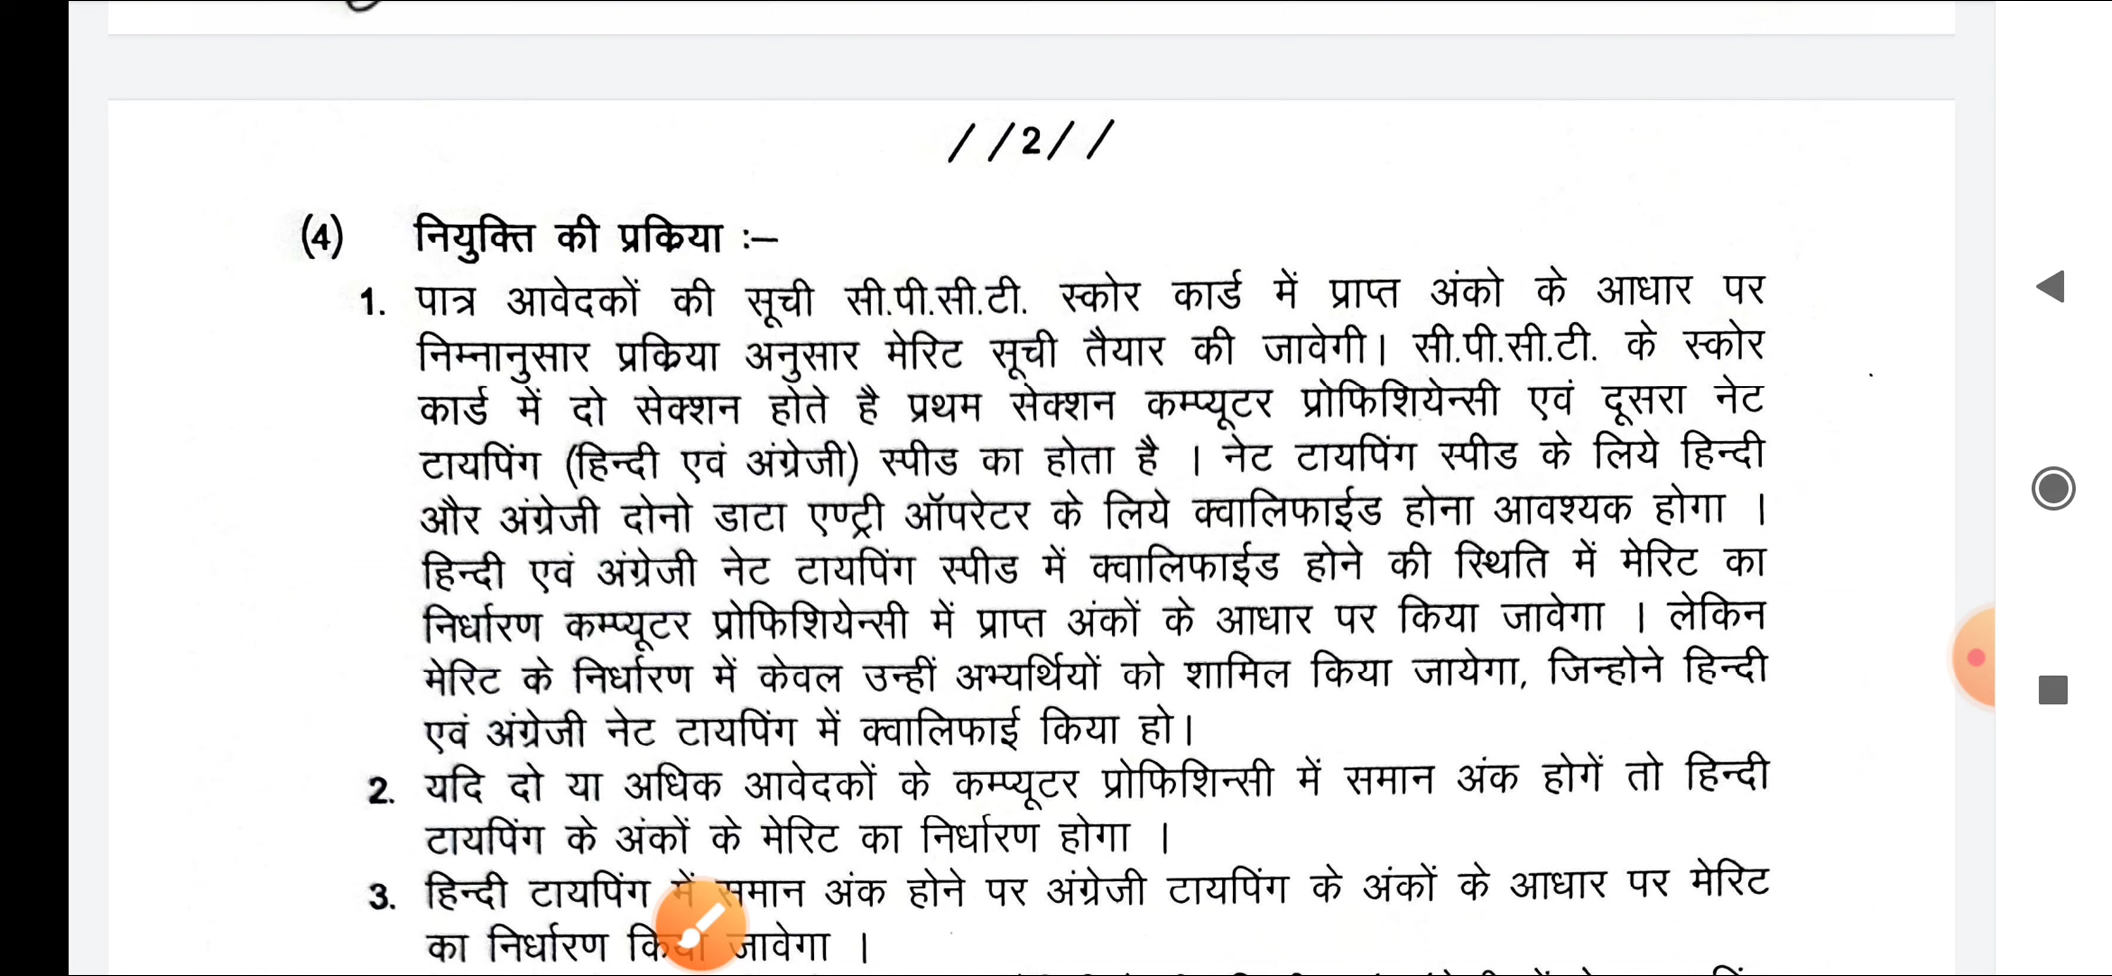 //2//
(4) नियुक्ति की प्रकिया :–
1. पात्र आवेदकों की सूची सी.पी.सी.टी. स्कोर कार्ड में प्राप्त अंको के आधार पर
निम्नानुसार प्रकिया अनुसार मेरिट सूची तैयार की जावेगी। सी.पी.सी.टी. के स्कोर
कार्ड में दो सेक्शन होते है प्रथम सेक्शन कम्प्यूटर प्रोफिशियेन्सी एवं दूसरा नेट
टायपिंग (हिन्दी एवं अंग्रेजी) स्पीड का होता है । नेट टायपिंग स्पीड के लिये हिन्दी
और अंग्रेजी दोनो डाटा एण्ट्री ऑपरेटर के लिये क्वालिफाईड होना आवश्यक होगा ।
हिन्दी एवं अंग्रेजी नेट टायपिंग स्पीड में क्वालिफाईड होने की स्थिति में मेरिट का
निर्धारण कम्प्यूटर प्रोफिशियेन्सी में प्राप्त अंकों के आधार पर किया जावेगा । लेकिन
मेरिट के निर्धारण में केवल उन्हीं अभ्यर्थियों को शामिल किया जायेगा, जिन्होने हिन्दी
एवं अंग्रेजी नेट टायपिंग में क्वालिफाई किया हो।
2. यदि दो या अधिक आवेदकों के कम्प्यूटर प्रोफिशिन्सी में समान अंक होगें तो हिन्दी
टायपिंग के अंकों के मेरिट का निर्धारण होगा ।
3. हिन्दी टायपिंग में समान अंक होने पर अंग्रेजी टायपिंग के अंकों के आधार पर मेरिट
का निर्धारण किया जावेगा ।